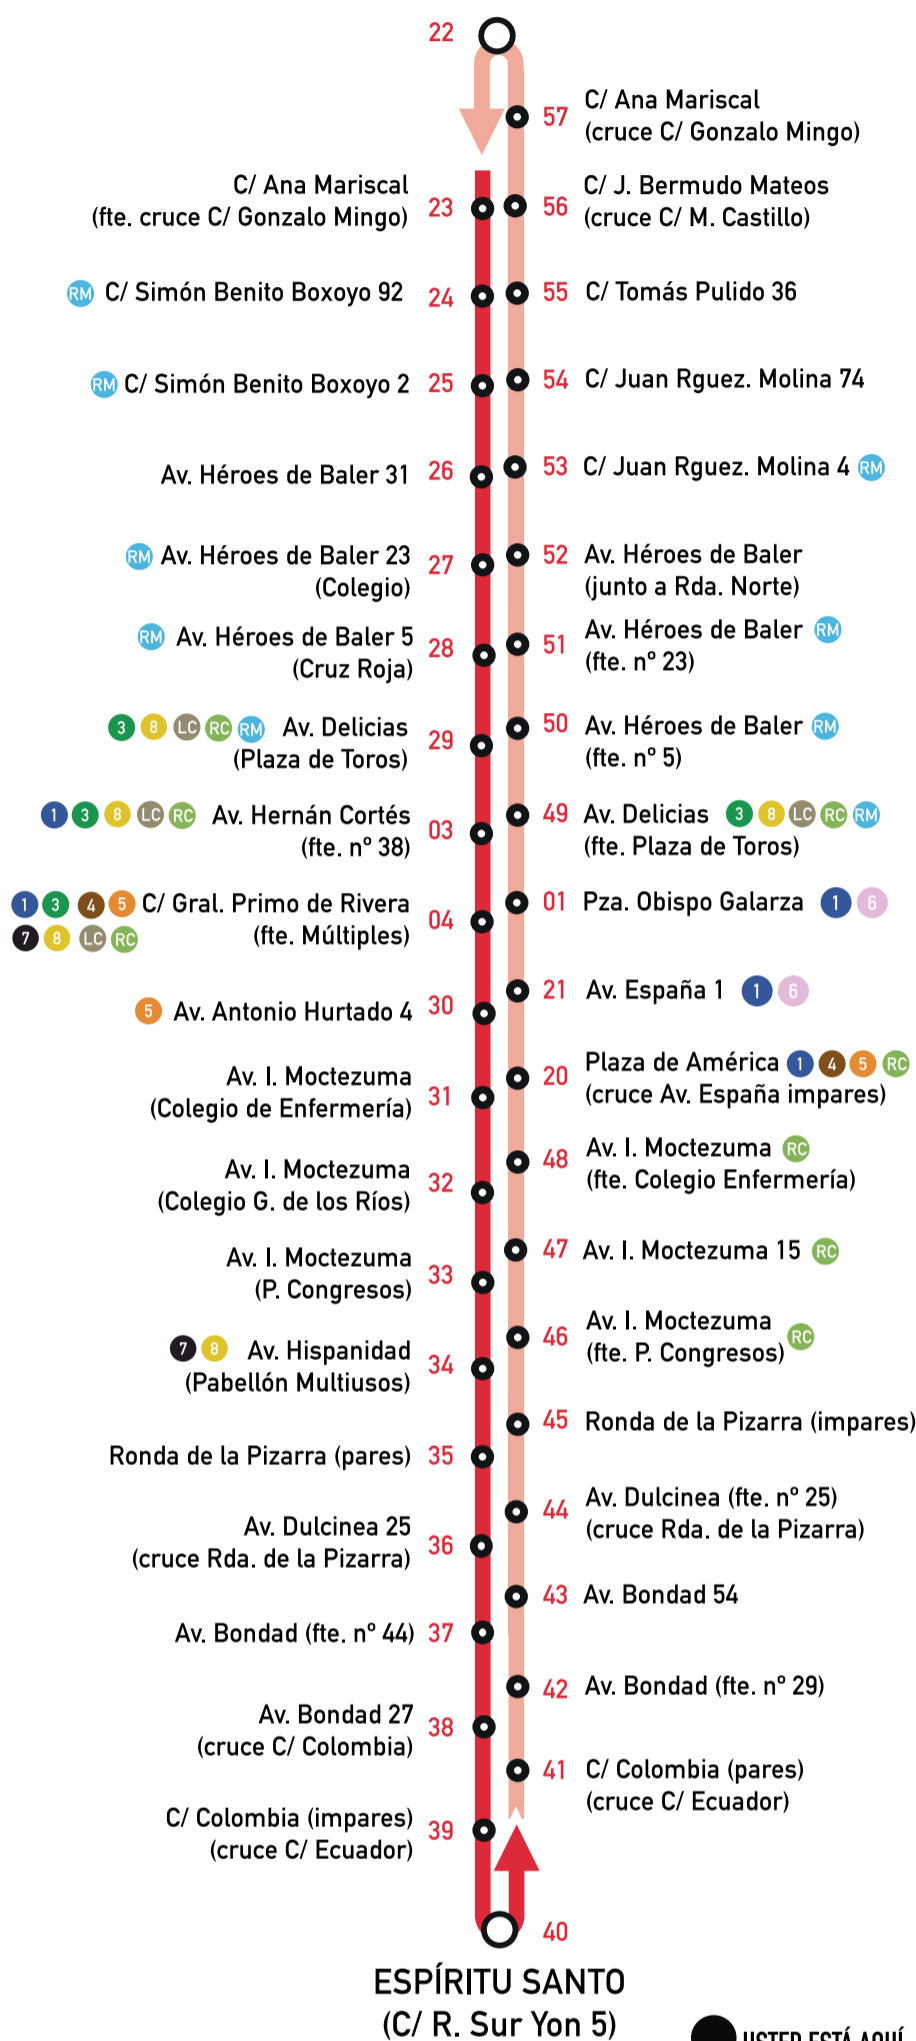 22
57 C/ Ana Mariscal
(cruce C/ Gonzalo Mingo)
C/ Ana Mariscal
(fte. cruce C/ Gonzalo Mingo) 23
56 C/ J. Bermudo Mateos
(cruce C/ M. Castillo)
RM C/ Simón Benito Boxoyo 92 24
55 C/ Tomás Pulido 36
RM C/ Simón Benito Boxoyo 2 25
54 C/ Juan Rguez. Molina 74
Av. Héroes de Baler 31 26
53 C/ Juan Rguez. Molina 4 RM
RM Av. Héroes de Baler 23 27
(Colegio)
52 Av. Héroes de Baler
(junto a Rda. Norte)
RM Av. Héroes de Baler 5 28
(Cruz Roja)
51 Av. Héroes de Baler RM
(fte. nº 23)
3 8 LC RC RM Av. Delicias 29
(Plaza de Toros)
50 Av. Héroes de Baler RM
(fte. nº 5)
1 3 8 LC RC Av. Hernán Cortés 03
(fte. nº 38)
49 Av. Delicias 3 8 LC RC RM
(fte. Plaza de Toros)
1 3 4 5 C/ Gral. Primo de Rivera 04
7 8 LC RC (fte. Múltiples)
01 Pza. Obispo Galarza 1 6
5 Av. Antonio Hurtado 4 30
21 Av. España 1 1 6
Av. I. Moctezuma 31
(Colegio de Enfermería)
20 Plaza de América 1 4 5 RC
(cruce Av. España impares)
Av. I. Moctezuma 32
(Colegio G. de los Ríos)
48 Av. I. Moctezuma RC
(fte. Colegio Enfermería)
Av. I. Moctezuma 33
(P. Congresos)
47 Av. I. Moctezuma 15 RC
7 8 Av. Hispanidad 34
(Pabellón Multiusos)
46 Av. I. Moctezuma RC
(fte. P. Congresos)
Ronda de la Pizarra (pares) 35
45 Ronda de la Pizarra (impares)
Av. Dulcinea 25 36
(cruce Rda. de la Pizarra)
44 Av. Dulcinea (fte. nº 25)
(cruce Rda. de la Pizarra)
Av. Bondad (fte. nº 44) 37
43 Av. Bondad 54
Av. Bondad 27 38
(cruce C/ Colombia)
42 Av. Bondad (fte. nº 29)
C/ Colombia (impares) 39
(cruce C/ Ecuador)
41 C/ Colombia (pares)
(cruce C/ Ecuador)
40
ESPÍRITU SANTO
(C/ R. Sur Yon 5)
USTED ESTÁ AQUÍ